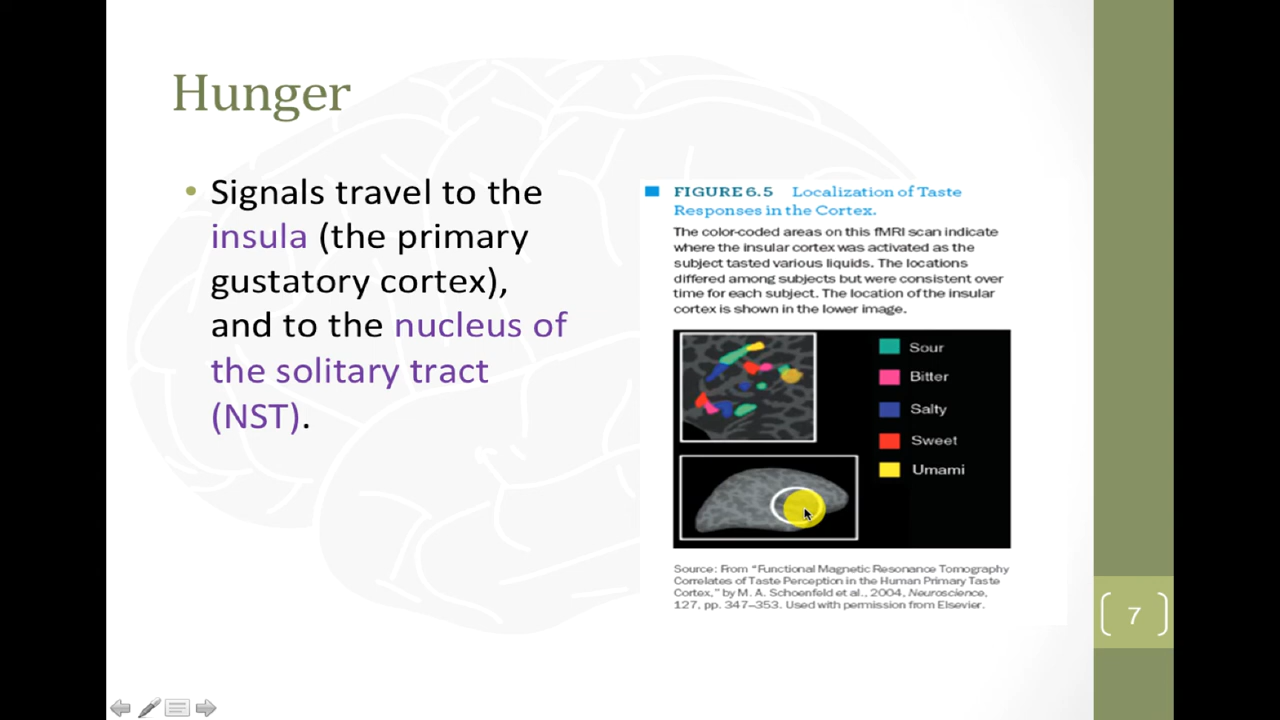 Hunger
• Signals travel to the
insula (the primary
gustatory cortex),
and to the nucleus of
the solitary tract
(NST).
FIGURE 6.5 Localization of Taste
Responses in the Cortex.
The color-coded areas on this fMRI scan indicate
where the insular cortex was activated as the
subject tasted various liquids. The locations
differed among subjects but were consistent over
time for each subject. The location of the insular
cortex is shown in the lower image.
Sour
Bitter
Salty
Sweet
Umami
Source: From “Functional Magnetic Resonance Tomography
Correlates of Taste Perception in the Human Primary Taste
Cortex,” by M. A. Schoenfeld et al., 2004, Neuroscience,
127, pp. 347–353. Used with permission from Elsevier.
7